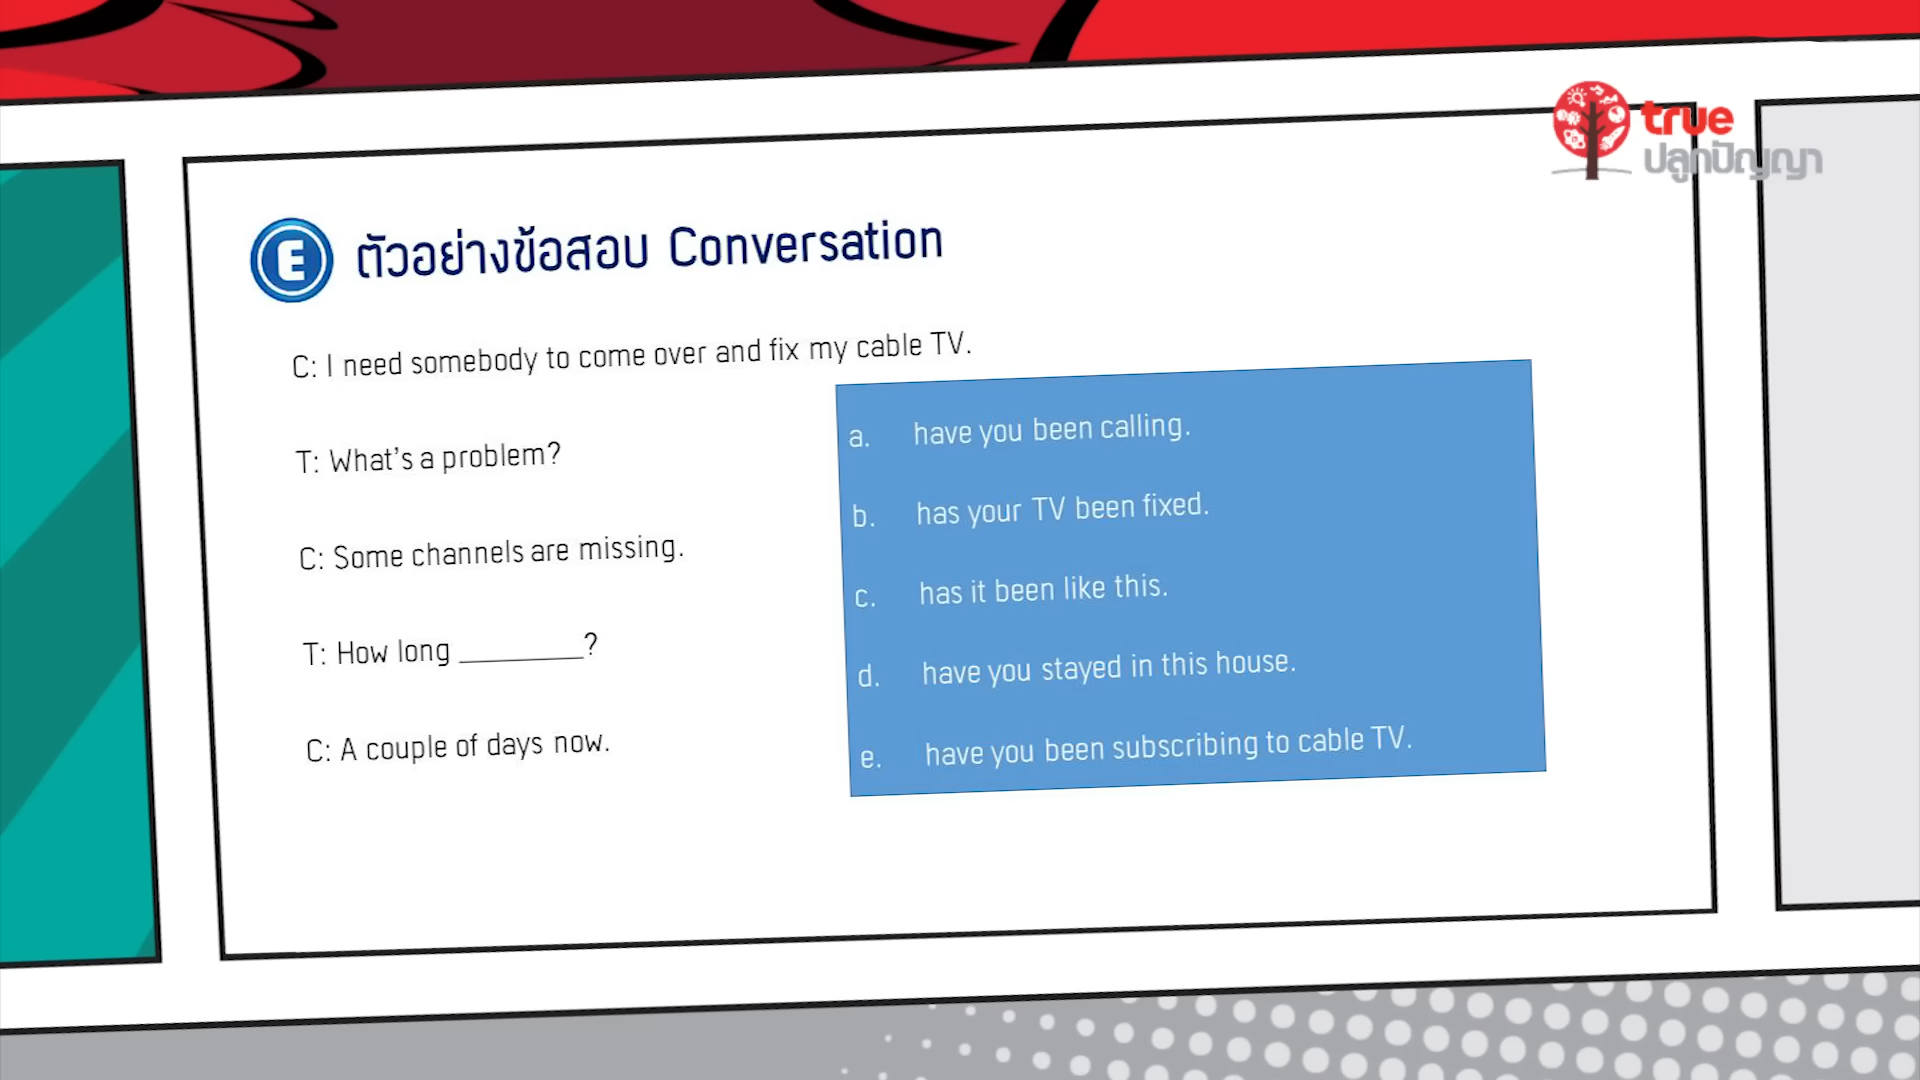 true
ปลูกปัญญา
E ตัวอย่างข้อสอบ Conversation
C: I need somebody to come over and fix my cable TV.
T: What's a problem?
C: Some channels are missing.
T: How long ________?
C: A couple of days now.
a. have you been calling.
b. has your TV been fixed.
c. has it been like this.
d. have you stayed in this house.
e. have you been subscribing to cable TV.